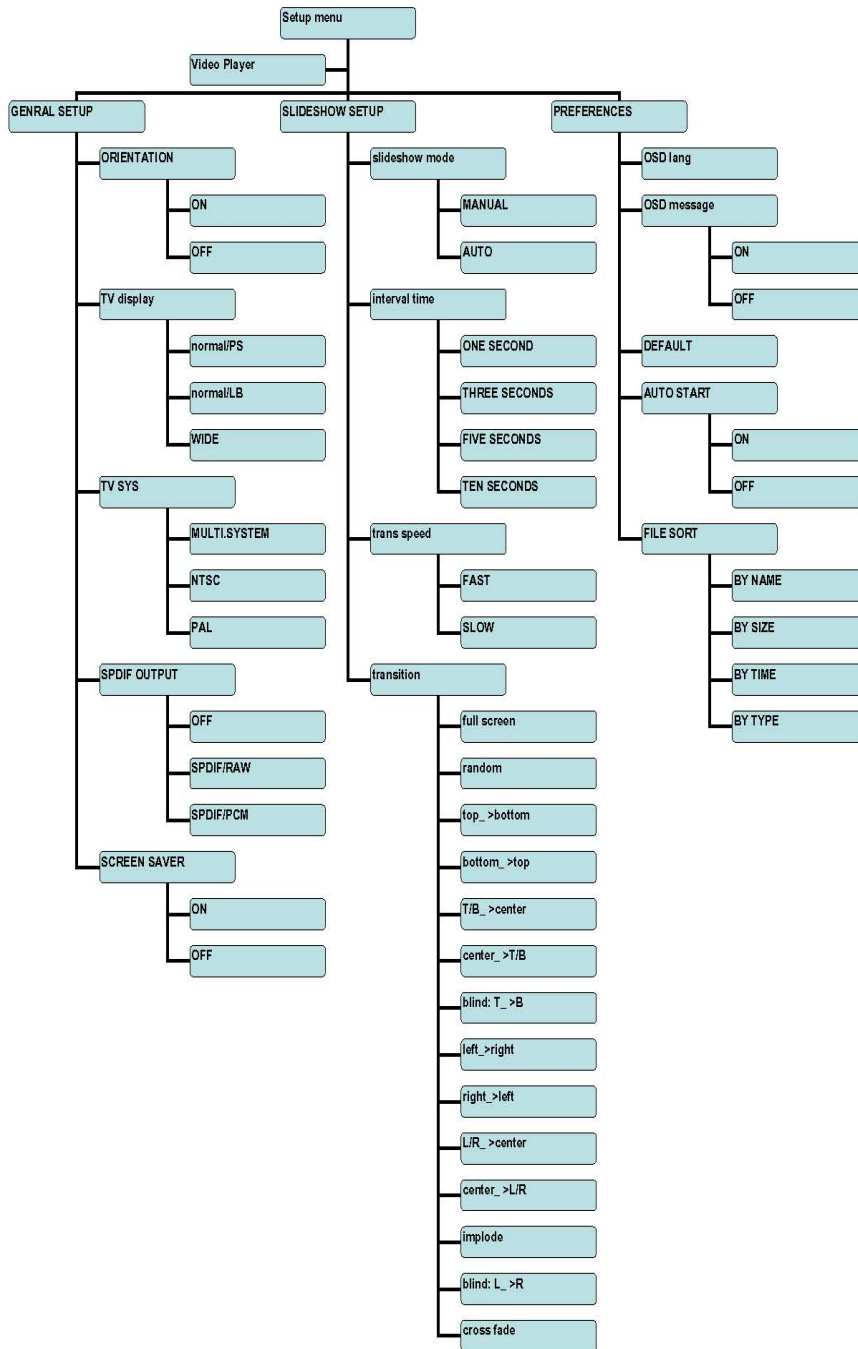 Setup menu
Video Player
GENRAL SETUP
ORIENTATION
ON
OFF
TV display
normal/PS
normal/LB
WIDE
TV SYS
MULTI.SYSTEM
NTSC
PAL
SPDIF OUTPUT
OFF
SPDIF/RAW
SPDIF/PCM
SCREEN SAVER
ON
OFF
SLIDESHOW SETUP
slideshow mode
MANUAL
AUTO
interval time
ONE SECOND
THREE SECONDS
FIVE SECONDS
TEN SECONDS
trans speed
FAST
SLOW
transition
full screen
random
top_ >bottom
bottom_ >top
T/B_ >center
center_ >T/B
blind: T_ >B
left_>right
right_>left
L/R_ >center
center_ >L/R
implode
blind: L_ >R
cross fade
PREFERENCES
OSD lang
OSD message
ON
OFF
DEFAULT
AUTO START
ON
OFF
FILE SORT
BY NAME
BY SIZE
BY TIME
BY TYPE